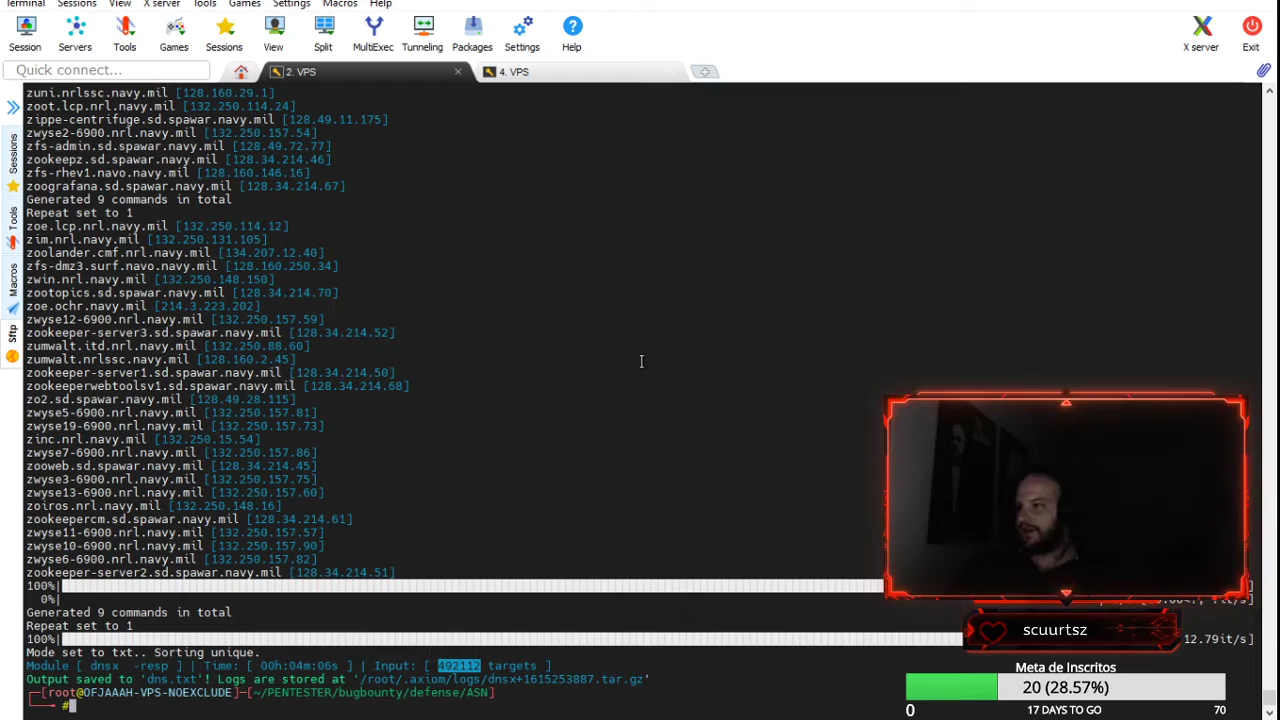 Terminal Sessions View X server Tools Games Settings Macros Help
Session Servers Tools Games Sessions View Split MultiExec Tunneling Packages Settings Help X server Exit
Quick connect...
2. VPS
4. VPS
Sessions
Tools
Macros
Sftp
zuni.nrlssc.navy.mil [128.160.29.1]
zoot.lcp.nrl.navy.mil [132.250.114.24]
zippe-centrifuge.sd.spawar.navy.mil [128.49.11.175]
zwyse2-6900.nrl.navy.mil [132.250.157.54]
zfs-admin.sd.spawar.navy.mil [128.49.72.77]
zookeepz.sd.spawar.navy.mil [128.34.214.46]
zfs-rhev1.navo.navy.mil [128.160.146.16]
zoografana.sd.spawar.navy.mil [128.34.214.67]
Generated 9 commands in total
Repeat set to 1
zoe.lcp.nrl.navy.mil [132.250.114.12]
zim.nrl.navy.mil [132.250.131.105]
zoolander.cmf.nrl.navy.mil [134.207.12.40]
zfs-dmz3.surf.navo.navy.mil [128.160.250.34]
zwin.nrl.navy.mil [132.250.148.150]
zootopics.sd.spawar.navy.mil [128.34.214.70]
zoe.ochr.navy.mil [214.3.223.202]
zwyse12-6900.nrl.navy.mil [132.250.157.59]
zookeeper-server3.sd.spawar.navy.mil [128.34.214.52]
zumwalt.itd.nrl.navy.mil [132.250.88.60]
zumwalt.nrlssc.navy.mil [128.160.2.45]
zookeeper-server1.sd.spawar.navy.mil [128.34.214.50]
zookeeperwebtoolsv1.sd.spawar.navy.mil [128.34.214.68]
zo2.sd.spawar.navy.mil [128.49.28.115]
zwyse5-6900.nrl.navy.mil [132.250.157.81]
zwyse19-6900.nrl.navy.mil [132.250.157.73]
zinc.nrl.navy.mil [132.250.15.54]
zwyse7-6900.nrl.navy.mil [132.250.157.86]
zooweb.sd.spawar.navy.mil [128.34.214.45]
zwyse3-6900.nrl.navy.mil [132.250.157.75]
zwyse13-6900.nrl.navy.mil [132.250.157.60]
zoiros.nrl.navy.mil [132.250.148.16]
zookeepercm.sd.spawar.navy.mil [128.34.214.61]
zwyse11-6900.nrl.navy.mil [132.250.157.57]
zwyse10-6900.nrl.navy.mil [132.250.157.90]
zwyse6-6900.nrl.navy.mil [132.250.157.82]
zookeeper-server2.sd.spawar.navy.mil [128.34.214.51]
100%|
0%|
Generated 9 commands in total
Repeat set to 1
100%| 12.79it/s]
Mode set to txt.. Sorting unique.
Module [ dnsx -resp ] | Time: [ 00h:04m:06s ] | Input: [ 492112 targets ]
Output saved to 'dns.txt'! Logs are stored at '/root/.axiom/logs/dnsx+1615253887.tar.gz'
[root@OFJAAAH-VPS-NOEXCLUDE]-[~/PENTESTER/bugbounty/defense/ASN]
#
scuurtsz
Meta de Inscritos
20 (28.57%)
0 17 DAYS TO GO 70